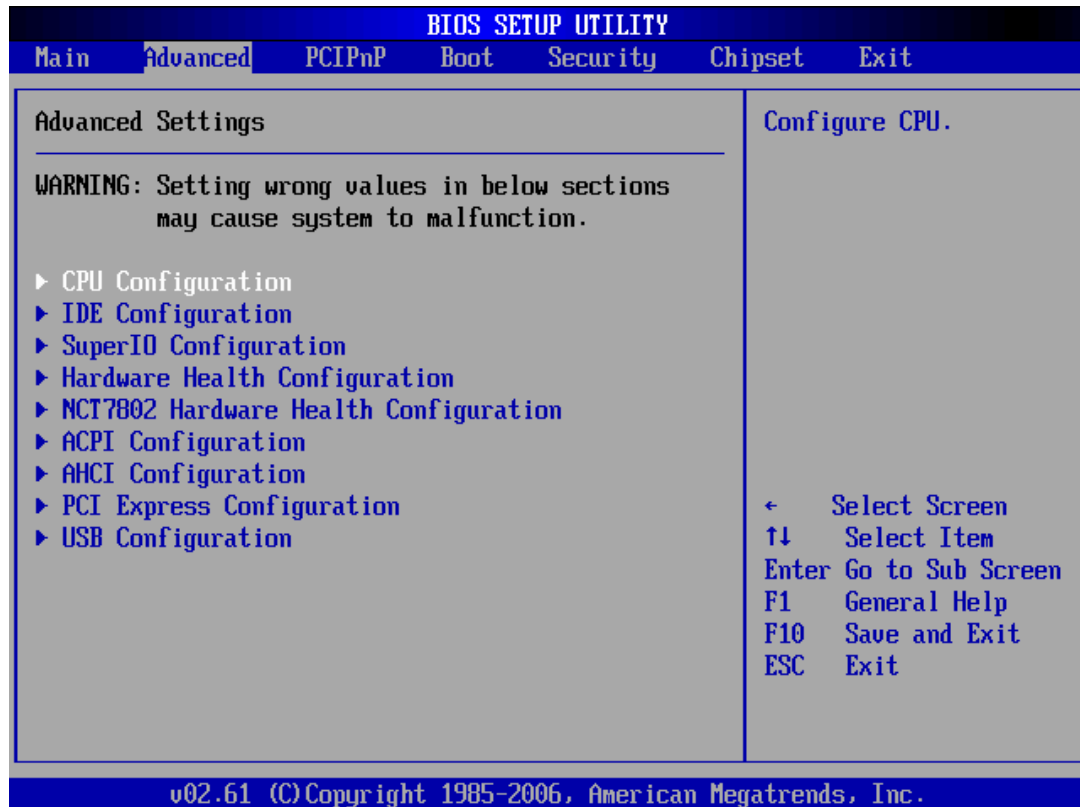 BIOS SETUP UTILITY
Main Advanced PCIPnP Boot Security Chipset Exit
Advanced Settings
WARNING: Setting wrong values in below sections
may cause system to malfunction.
▶ CPU Configuration
▶ IDE Configuration
▶ SuperIO Configuration
▶ Hardware Health Configuration
▶ NCT7802 Hardware Health Configuration
▶ ACPI Configuration
▶ AHCI Configuration
▶ PCI Express Configuration
▶ USB Configuration
Configure CPU.
← Select Screen
↑↓ Select Item
Enter Go to Sub Screen
F1 General Help
F10 Save and Exit
ESC Exit
v02.61 (C)Copyright 1985-2006, American Megatrends, Inc.